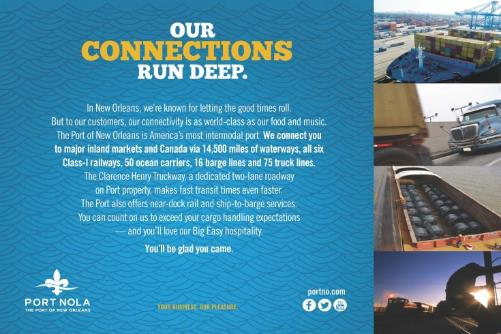 OUR
CONNECTIONS
RUN DEEP.
In New Orleans, we're known for letting the good times roll.
But to our customers, our connectivity is as world-class as our food and music.
The Port of New Orleans is America's most intermodal port. We connect you
to major inland markets and Canada via 14,500 miles of waterways, all six
Class-I railways, 50 ocean carriers, 16 barge lines and 75 truck lines.
The Clarence Henry Truckway, a dedicated two-lane roadway
on Port property, makes fast transit times even faster.
The Port also offers near-dock rail and ship-to-barge services.
You can count on us to exceed your cargo handling expectations
— and you'll love our Big Easy hospitality.
You'll be glad you came.
PORT NOLA
THE PORT OF NEW ORLEANS
YOUR BUSINESS. OUR PLEASURE.
portno.com